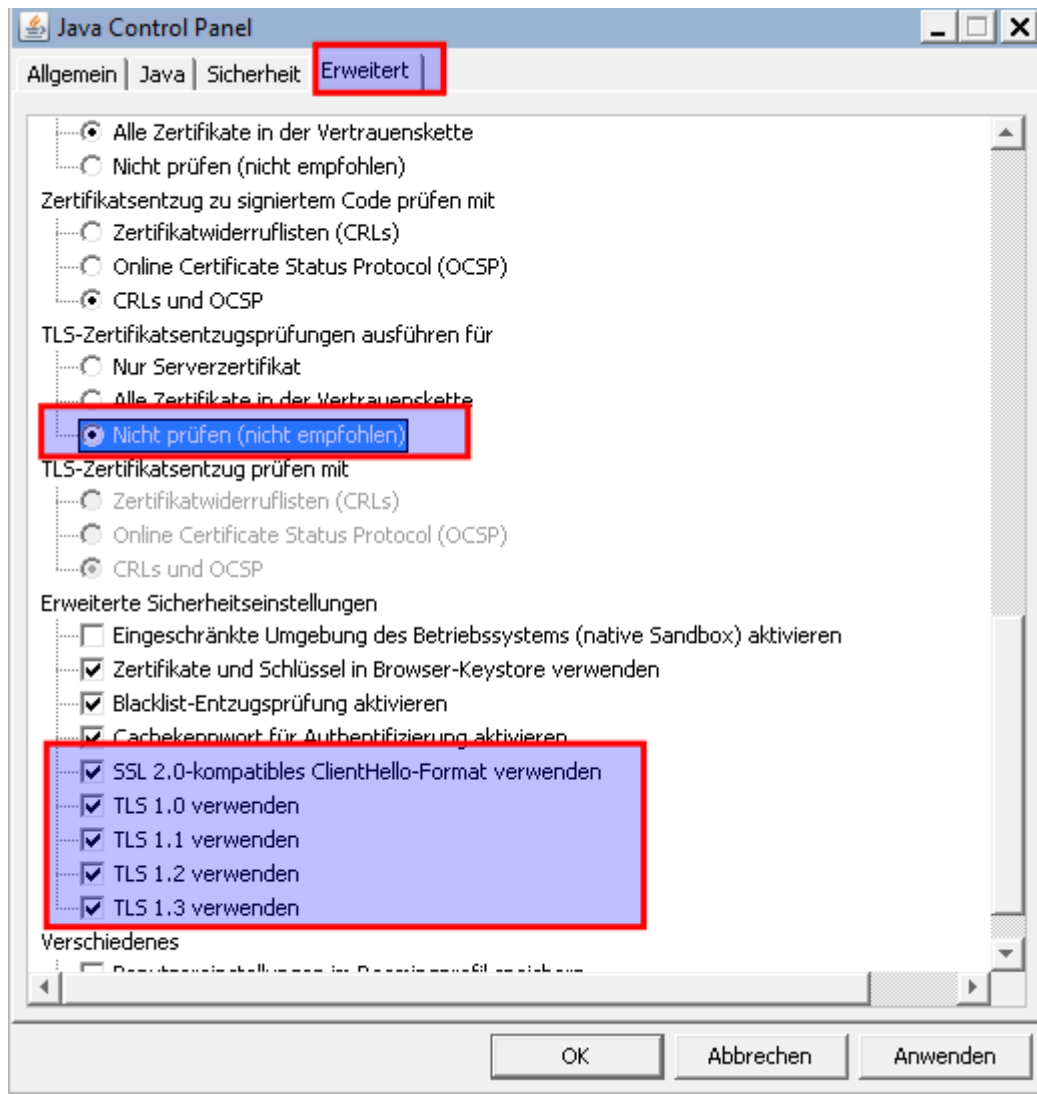 Java Control Panel
Allgemein Java Sicherheit Erweitert
Alle Zertifikate in der Vertrauenskette
Nicht prüfen (nicht empfohlen)
Zertifikatsentzug zu signiertem Code prüfen mit
Zertifikatwiderruflisten (CRLs)
Online Certificate Status Protocol (OCSP)
CRLs und OCSP
TLS-Zertifikatsentzugsprüfungen ausführen für
Nur Serverzertifikat
Alle Zertifikate in der Vertrauenskette
Nicht prüfen (nicht empfohlen)
TLS-Zertifikatsentzug prüfen mit
Zertifikatwiderruflisten (CRLs)
Online Certificate Status Protocol (OCSP)
CRLs und OCSP
Erweiterte Sicherheitseinstellungen
Eingeschränkte Umgebung des Betriebssystems (native Sandbox) aktivieren
Zertifikate und Schlüssel in Browser-Keystore verwenden
Blacklist-Entzugsprüfung aktivieren
Cachekennwort für Authentifizierung aktivieren
SSL 2.0-kompatibles ClientHello-Format verwenden
TLS 1.0 verwenden
TLS 1.1 verwenden
TLS 1.2 verwenden
TLS 1.3 verwenden
Verschiedenes
Benutzereinstellungen im Roamingprofil speichern
OK Abbrechen Anwenden